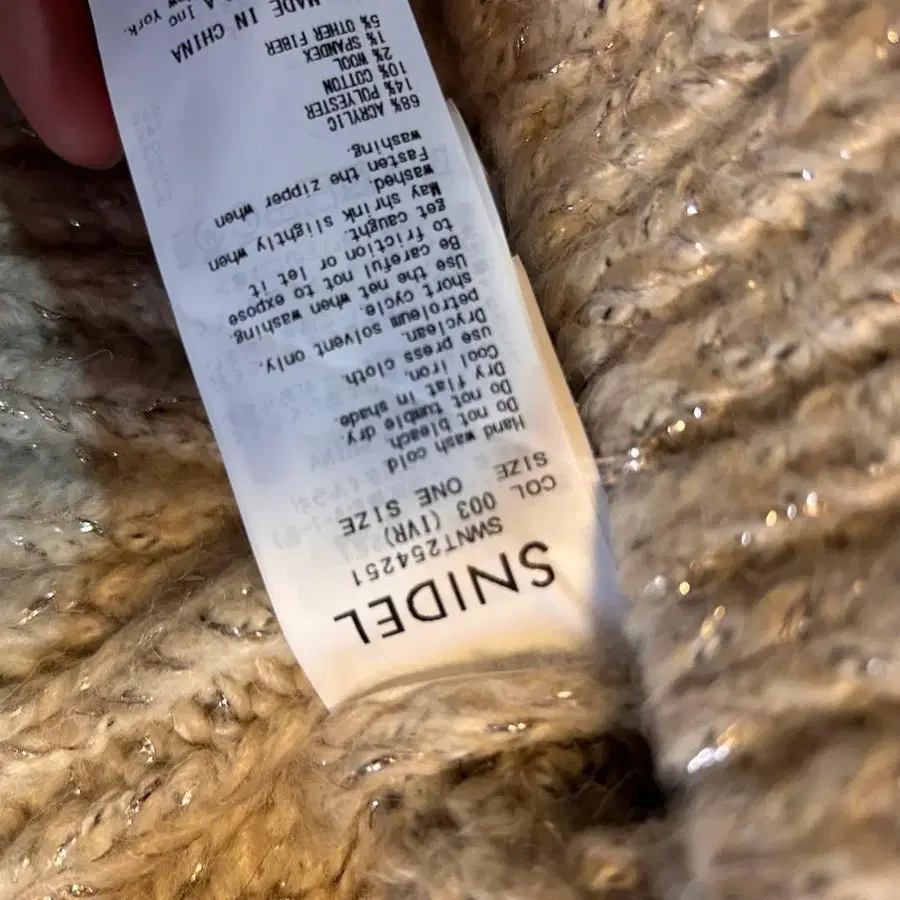 SNIDEL
SWNT254251
COL 003 (IVR)
SIZE ONE SIZE
Hand wash cold.
Do not bleach.
Do not tumble dry.
Dry flat in shade.
Cool iron.
use press cloth.
Dryclean.
petroleum solvent only.
short cycle.
Use the net when washing.
Be careful not to expose
to friction or let it
get caught.
May shrink slightly when
washed.
Fasten the zipper when
washing.
68% ACRYLIC
14% POLYESTER
10% COTTON
2% WOOL
1% SPANDEX
5% OTHER FIBER
MADE IN CHINA
A Inc
York.